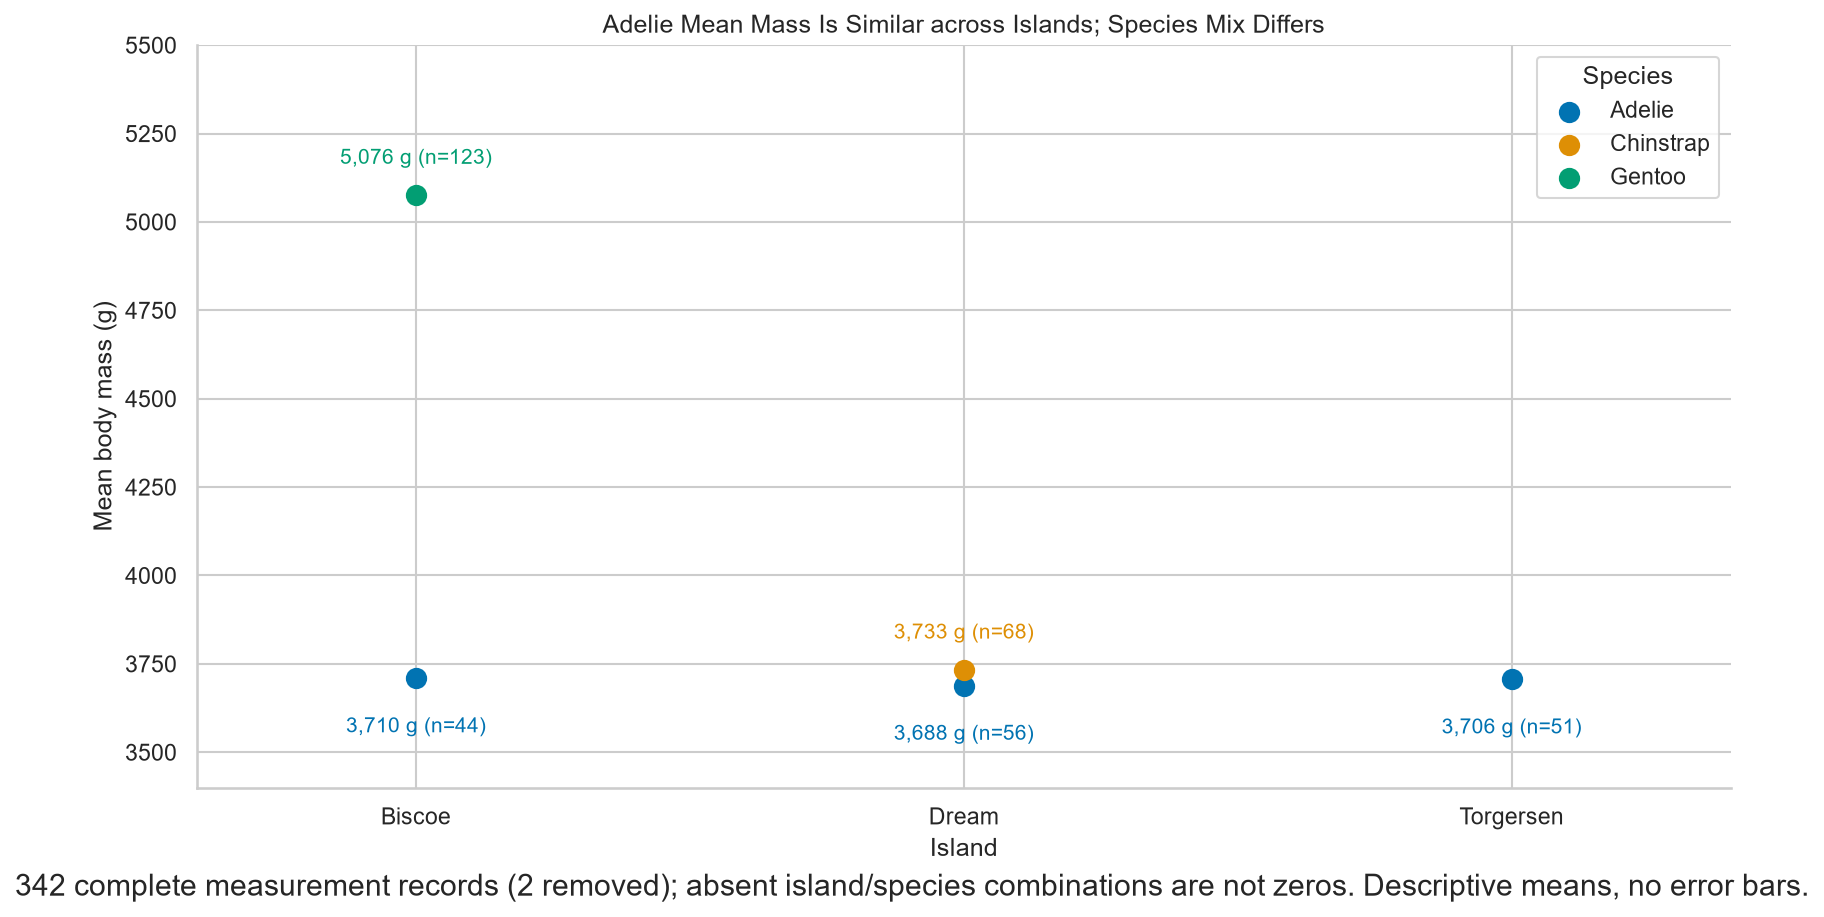 Adelie Mean Mass Is Similar across Islands; Species Mix Differs
5500
5250
5000
4750
4500
4250
4000
3750
3500
Mean body mass (g)
Species
Adelie
Chinstrap
Gentoo
5,076 g (n=123)
3,733 g (n=68)
3,710 g (n=44)
3,688 g (n=56)
3,706 g (n=51)
Biscoe
Dream
Torgersen
Island
342 complete measurement records (2 removed); absent island/species combinations are not zeros. Descriptive means, no error bars.